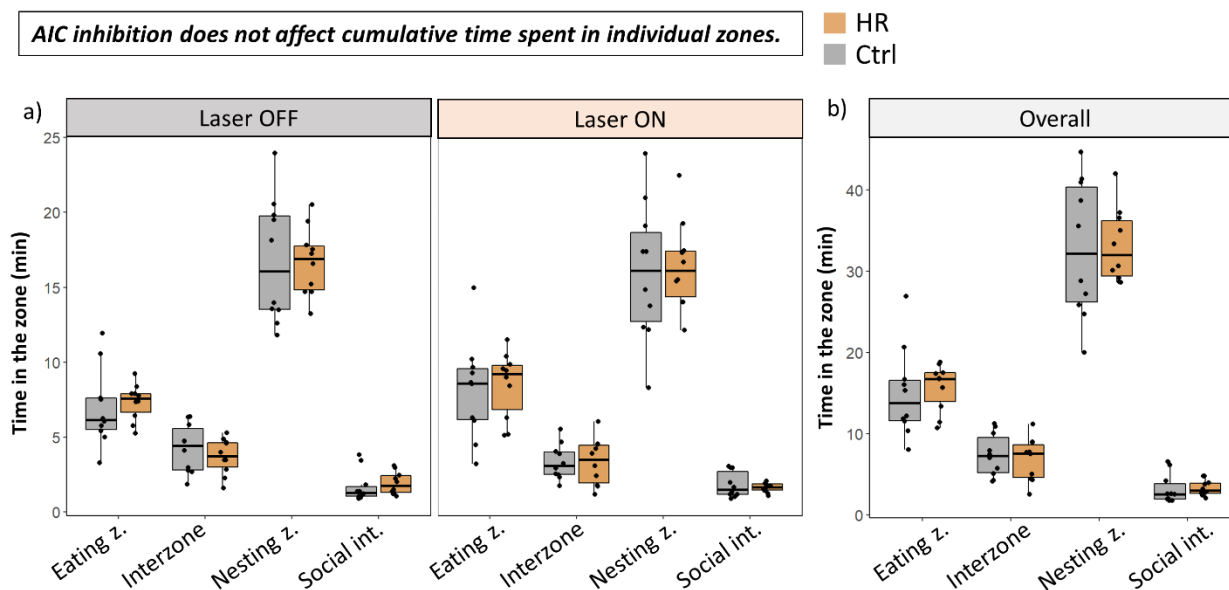 AIC inhibition does not affect cumulative time spent in individual zones.
HR
Ctrl
a)
Laser OFF
Laser ON
Time in the zone (min)
25
20
15
10
5
0
Eating z.
Interzone
Nesting z.
Social int.
Eating z.
Interzone
Nesting z.
Social int.
b)
Overall
Time in the zone (min)
40
30
20
10
0
Eating z.
Interzone
Nesting z.
Social int.